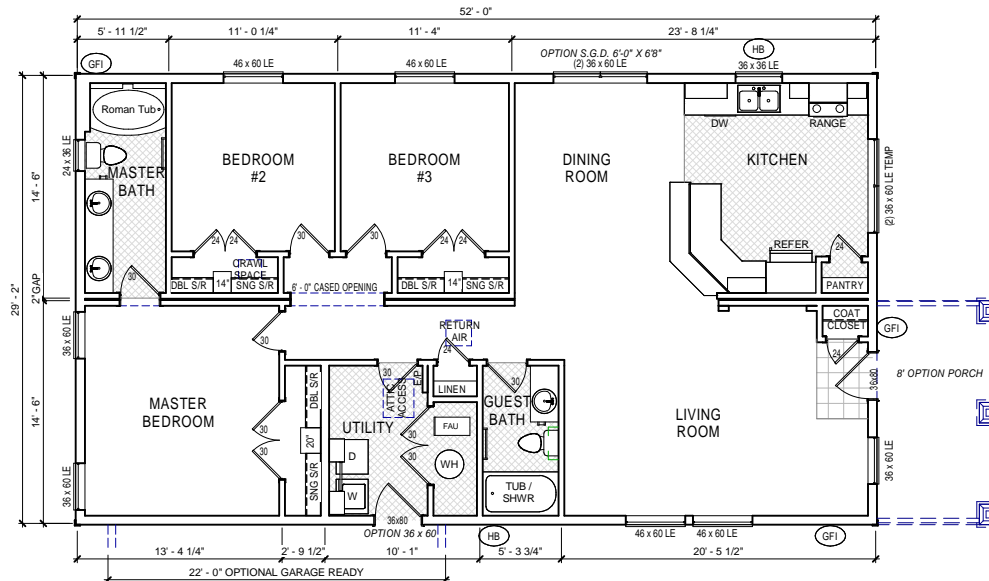 52' - 0"
5' - 11 1/2"
11' - 0 1/4"
11' - 4"
23' - 8 1/4"
OPTION S.G.D. 6'-0" X 6'8"
HB
GFI
46 x 60 LE
46 x 60 LE
(2) 36 x 60 LE
36 x 36 LE
Roman Tub
DW
RANGE
24 x 36 LE
MASTER
BATH
BEDROOM
#2
BEDROOM
#3
DINING
ROOM
KITCHEN
(2) 36 x 60 LE TEMP
14' - 6"
29' - 2"
2" GAP
24
24
30
30
24
24
REFER
24
CRAWL
SPACE
DBL S/R
14"
SNG S/R
6' - 0" CASED OPENING
DBL S/R
14"
SNG S/R
PANTRY
30
COAT
CLOSET
GFI
36 x 60 LE
30
RETURN
AIR
24
24
36x80
8' OPTION PORCH
30
E.P.
LINEN
30
DBL S/R
ATTIC
ACCESS
MASTER
BEDROOM
GUEST
BATH
LIVING
ROOM
14' - 6"
30
30
20"
UTILITY
FAU
30
30
D
WH
SNG S/R
W
TUB /
SHWR
36 x 60 LE
36 x 60 LE
36x80
OPTION 36 x 60
HB
46 x 60 LE
46 x 60 LE
GFI
13' - 4 1/4"
2' - 9 1/2"
10' - 1"
5' - 3 3/4"
20' - 5 1/2"
22' - 0" OPTIONAL GARAGE READY